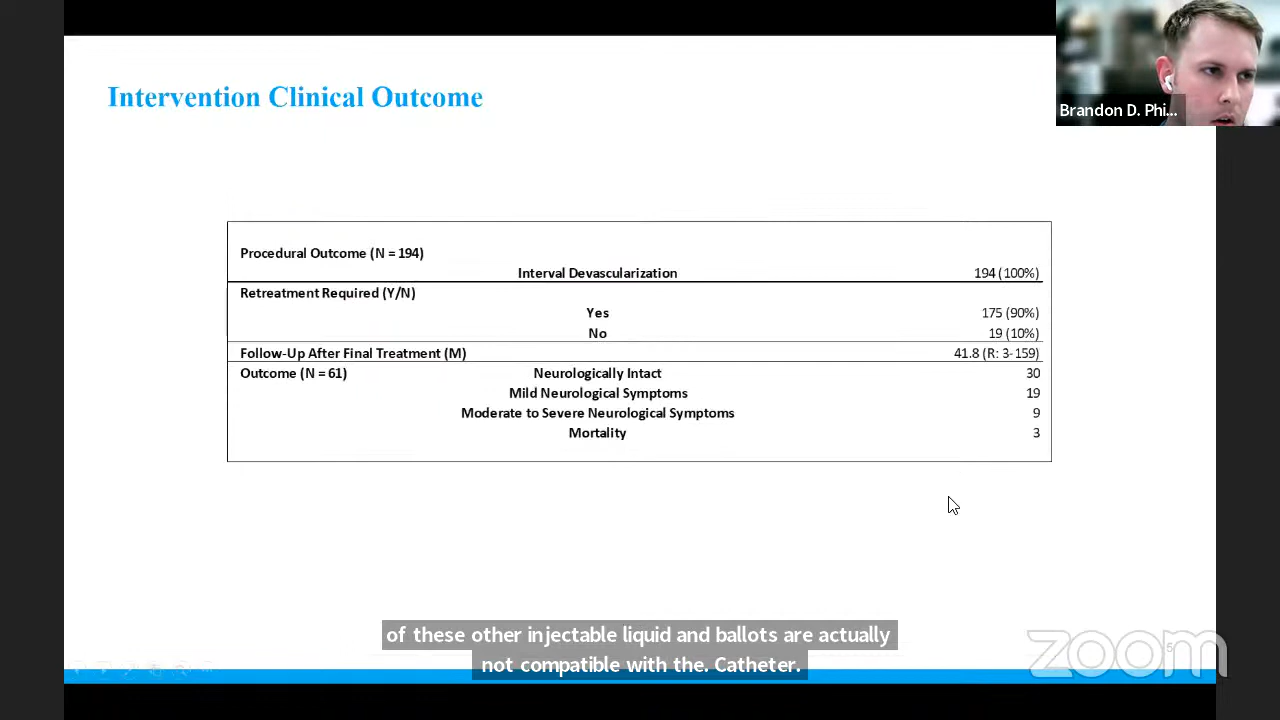 Intervention Clinical Outcome
Brandon D. Phi...
Procedural Outcome (N = 194)
Interval Devascularization 194 (100%)
Retreatment Required (Y/N)
Yes 175 (90%)
No 19 (10%)
Follow-Up After Final Treatment (M) 41.8 (R: 3-159)
Outcome (N = 61) Neurologically Intact 30
Mild Neurological Symptoms 19
Moderate to Severe Neurological Symptoms 9
Mortality 3
of these other injectable liquid and ballots are actually
not compatible with the. Catheter.
zoom
5